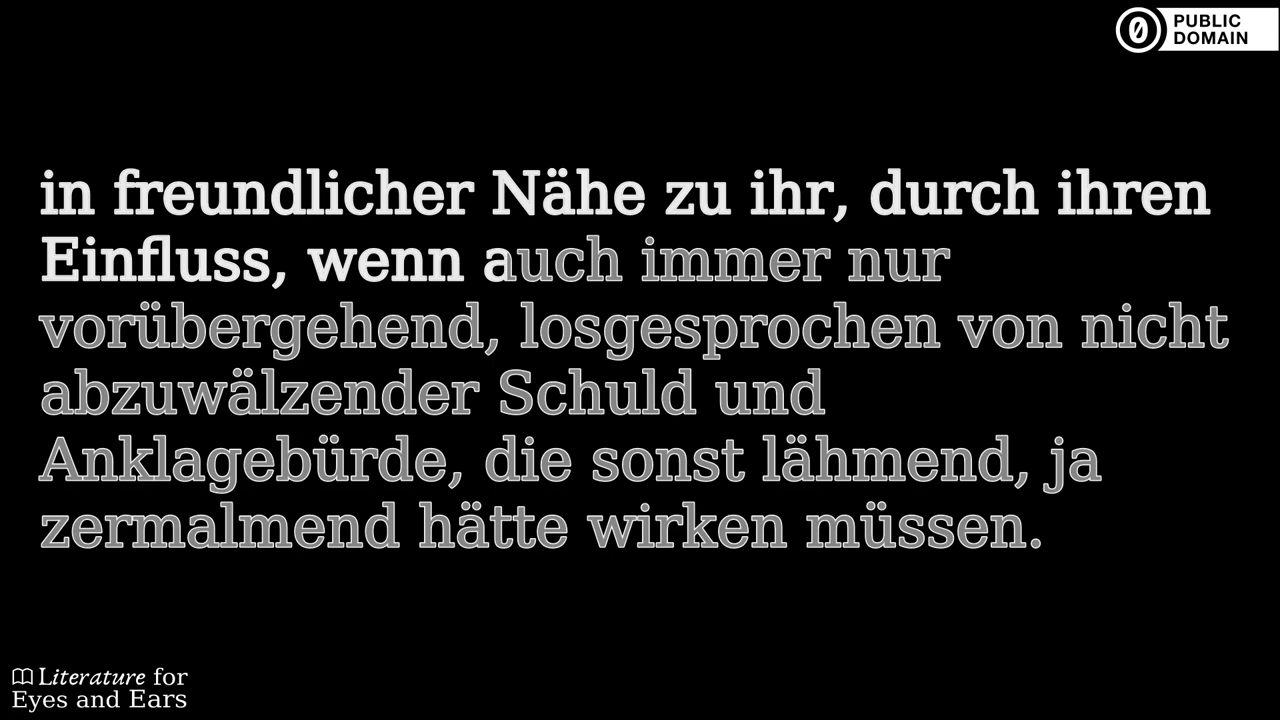 PUBLIC
DOMAIN
in freundlicher Nähe zu ihr, durch ihren
Einfluss, wenn auch immer nur
vorübergehend, losgesprochen von nicht
abzuwälzender Schuld und
Anklagebürde, die sonst lähmend, ja
zermalmend hätte wirken müssen.
Literature for
Eyes and Ears